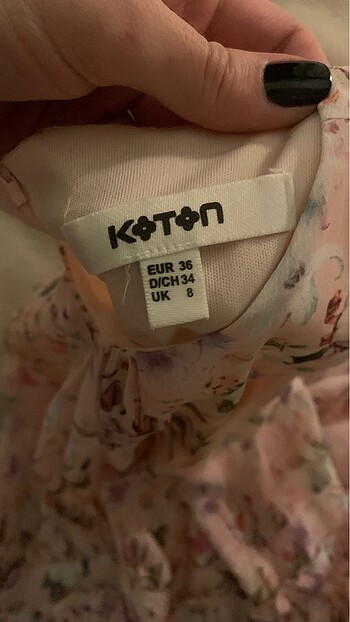 KOTON
EUR 36
D/CH 34
UK 8